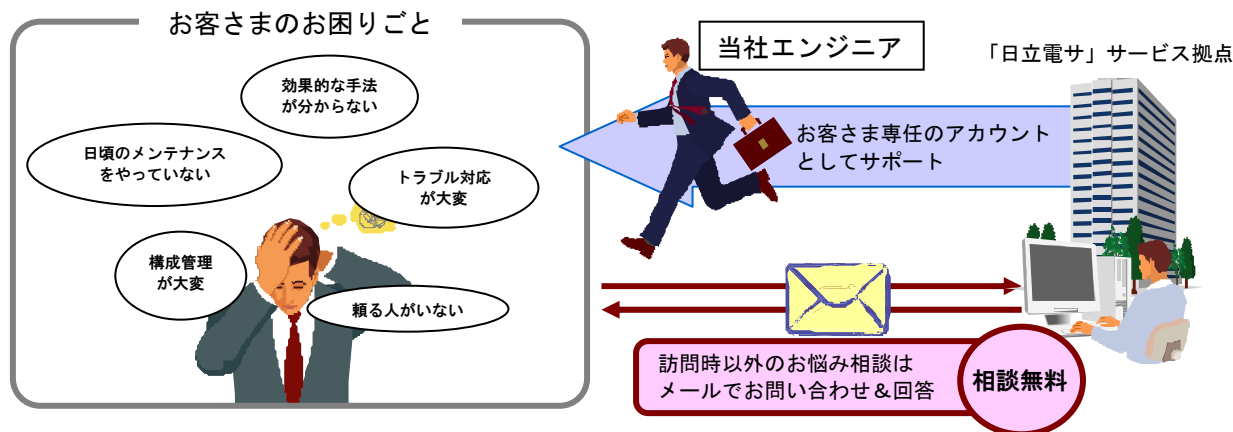 お客さまのお困りごと
効果的な手法
が分からない
日頃のメンテナンス
をやっていない
トラブル対応
が大変
構成管理
が大変
頼る人がいない
当社エンジニア
「日立電サ」サービス拠点
お客さま専任のアカウント
としてサポート
訪問時以外のお悩み相談は
メールでお問い合わせ＆回答
相談無料